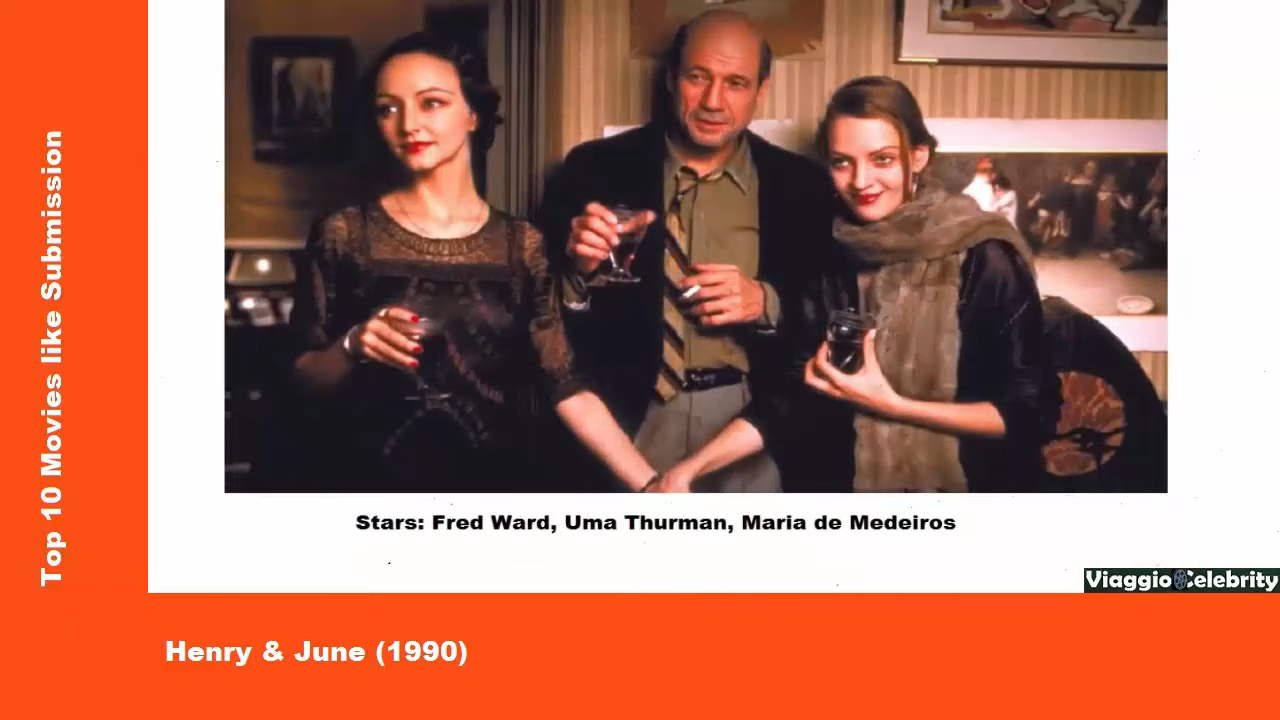 Top 10 Movies like Submission
Stars: Fred Ward, Uma Thurman, Maria de Medeiros
Viaggio Celebrity
Henry & June (1990)